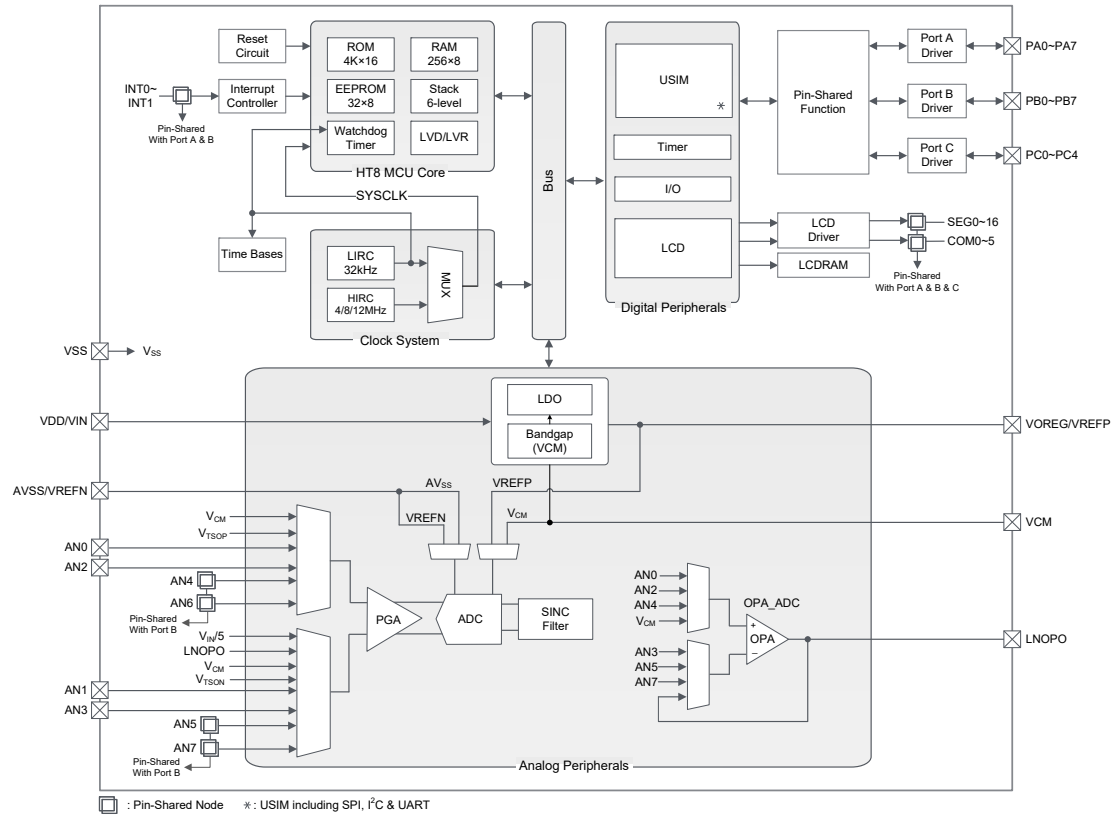 Reset
Circuit
ROM
4K×16
RAM
256×8
INT0~
INT1
Interrupt
Controller
EEPROM
32×8
Stack
6-level
Pin-Shared
With Port A & B
Watchdog
Timer
LVD/LVR
HT8 MCU Core
SYSCLK
Time Bases
LIRC
32kHz
HIRC
4/8/12MHz
MUX
Clock System
Bus
USIM
*
Timer
I/O
LCD
Digital Peripherals
Pin-Shared
Function
Port A
Driver
PA0~PA7
Port B
Driver
PB0~PB7
Port C
Driver
PC0~PC4
LCD
Driver
SEG0~16
COM0~5
LCDRAM
Pin-Shared
With Port A & B & C
VSS
VSS
VDD/VIN
LDO
Bandgap
(VCM)
VOREG/VREFP
AVSS/VREFN
AVSS
VREFP
VREFN
VCM
VCM
VCM
VTSOP
AN0
AN2
AN4
AN6
Pin-Shared
With Port B
VIN/5
LNOPO
VCM
VTSON
AN1
AN3
AN5
AN7
Pin-Shared
With Port B
PGA
ADC
SINC
Filter
AN0
AN2
AN4
VCM
OPA_ADC
+
OPA
−
AN3
AN5
AN7
LNOPO
Analog Peripherals
: Pin-Shared Node
*: USIM including SPI, I²C & UART